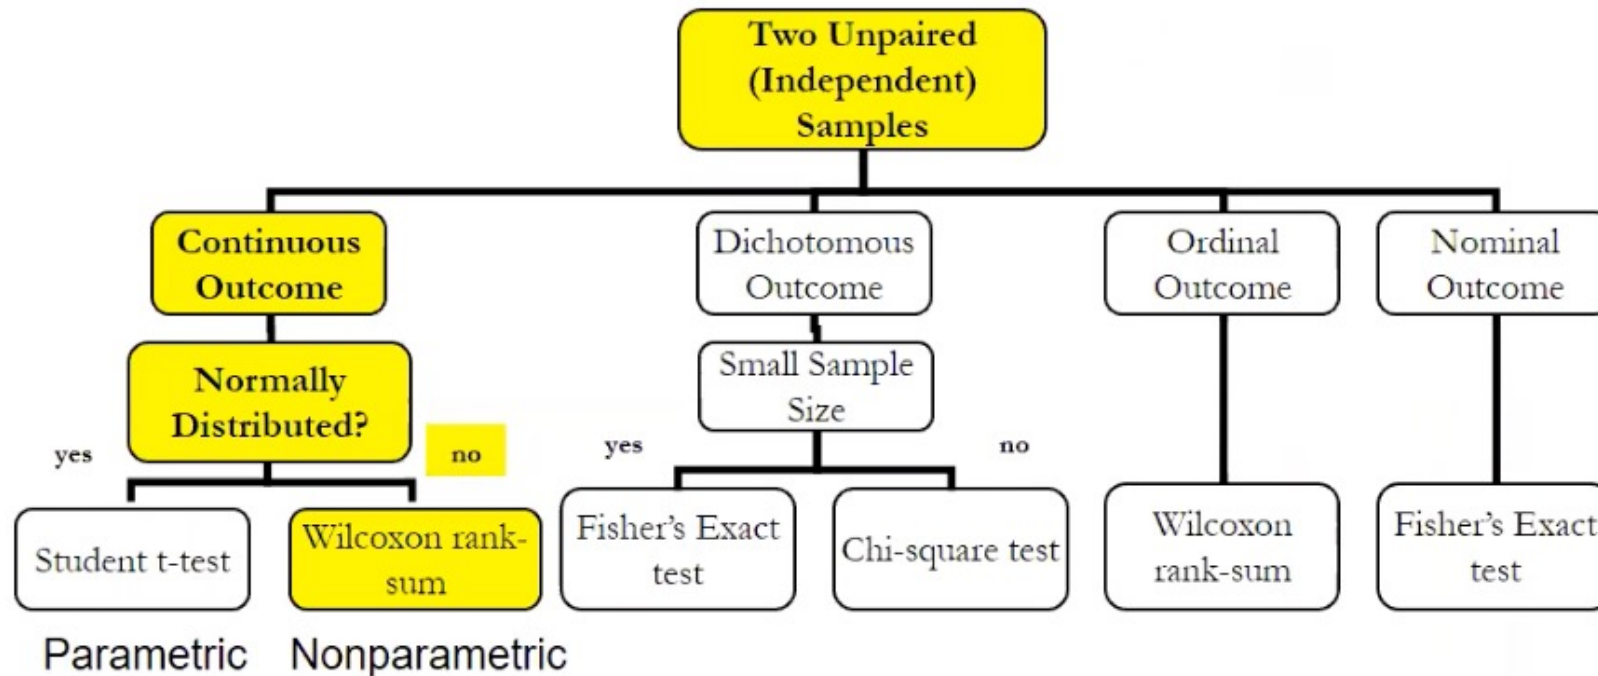 Two Unpaired
(Independent)
Samples
Continuous
Outcome
Dichotomous
Outcome
Ordinal
Outcome
Nominal
Outcome
Normally
Distributed?
Small Sample
Size
yes
no
yes
no
Student t-test
Wilcoxon rank-
sum
Fisher's Exact
test
Chi-square test
Wilcoxon
rank-sum
Fisher's Exact
test
Parametric
Nonparametric